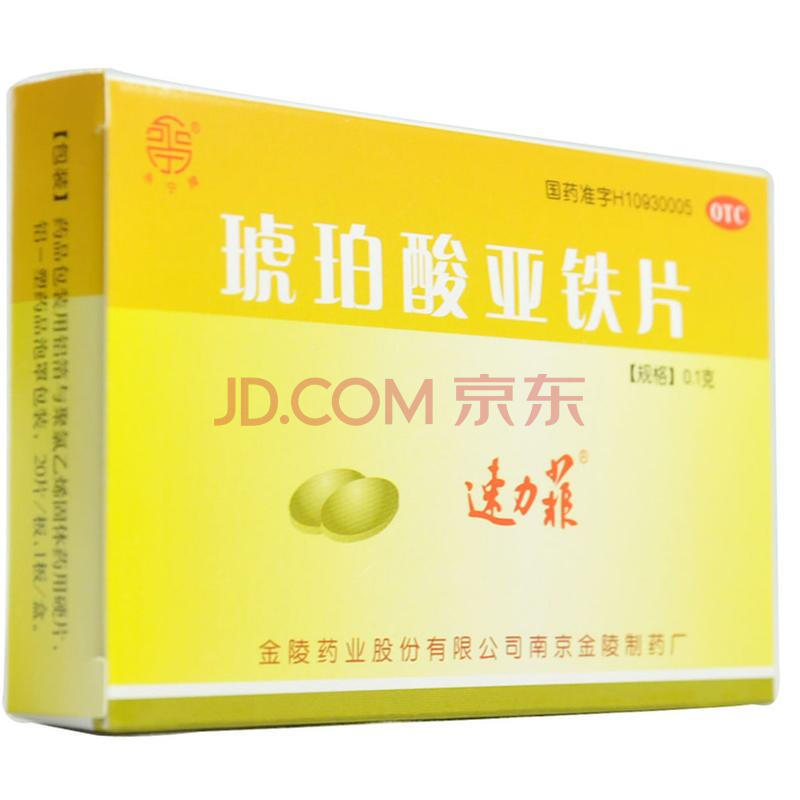 国药准字H10930005
OTC
琥珀酸亚铁片
【规格】0.1克
JD.COM 京东
速力菲®
金陵药业股份有限公司南京金陵制药厂
【包装】药品包装用铝箔与聚氯乙烯固体药用硬片,
铝-塑药品泡罩包装,20片/板,1板/盒。